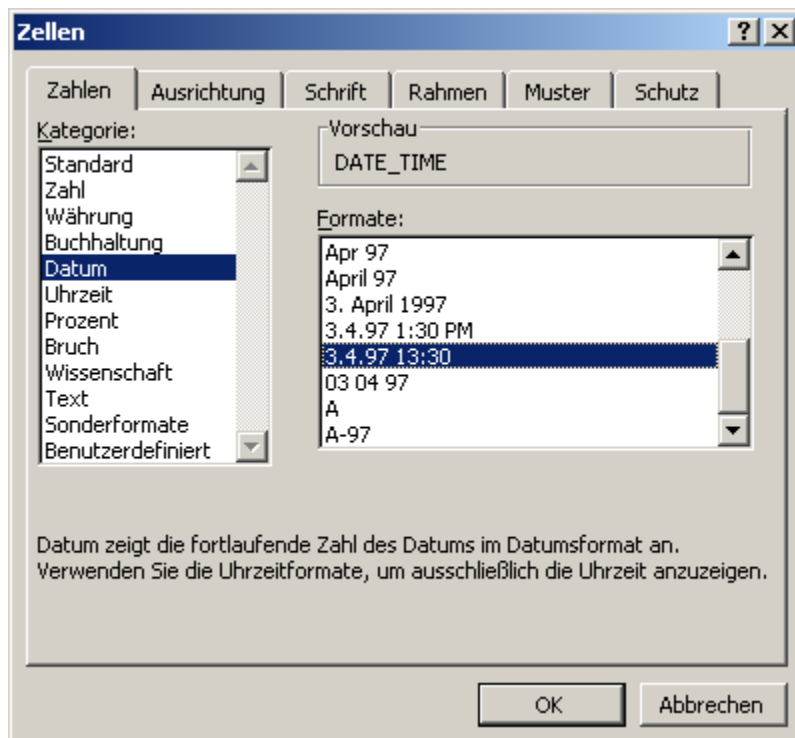 Zellen
Zahlen Ausrichtung Schrift Rahmen Muster Schutz
Kategorie:
Standard
Zahl
Währung
Buchhaltung
Datum
Uhrzeit
Prozent
Bruch
Wissenschaft
Text
Sonderformate
Benutzerdefiniert
Vorschau
DATE_TIME
Formate:
Apr 97
April 97
3. April 1997
3.4.97 1:30 PM
3.4.97 13:30
03 04 97
A
A-97
Datum zeigt die fortlaufende Zahl des Datums im Datumsformat an.
Verwenden Sie die Uhrzeitformate, um ausschließlich die Uhrzeit anzuzeigen.
OK Abbrechen